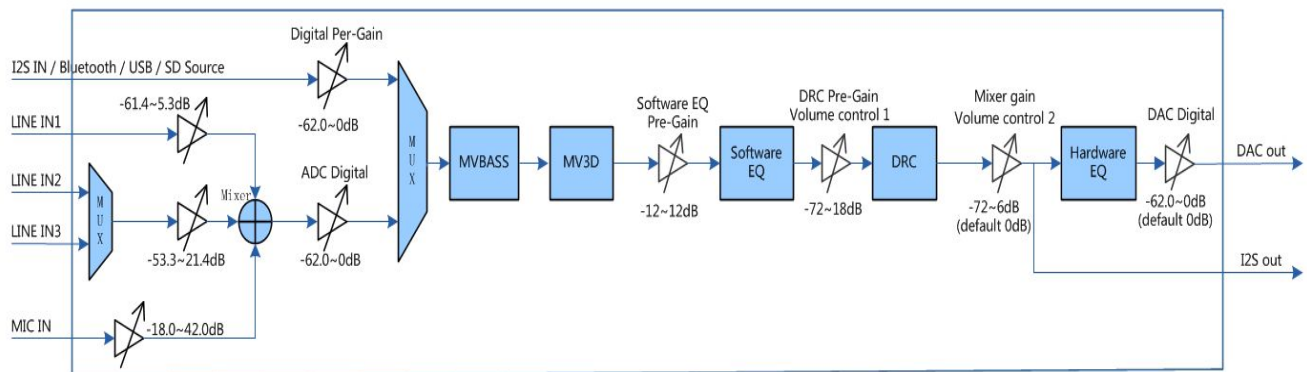 Digital Per-Gain
I2S IN / Bluetooth / USB / SD Source
-62.0~0dB
LINE IN1
-61.4~5.3dB
LINE IN2
LINE IN3
MUX
-53.3~21.4dB
Mixer
MIC IN
-18.0~42.0dB
ADC Digital
-62.0~0dB
MUX
MVBASS
MV3D
Software EQ
Pre-Gain
-12~12dB
Software
EQ
DRC Pre-Gain
Volume control 1
-72~18dB
DRC
Mixer gain
Volume control 2
-72~6dB
(default 0dB)
Hardware
EQ
DAC Digital
-62.0~0dB
(default 0dB)
DAC out
I2S out